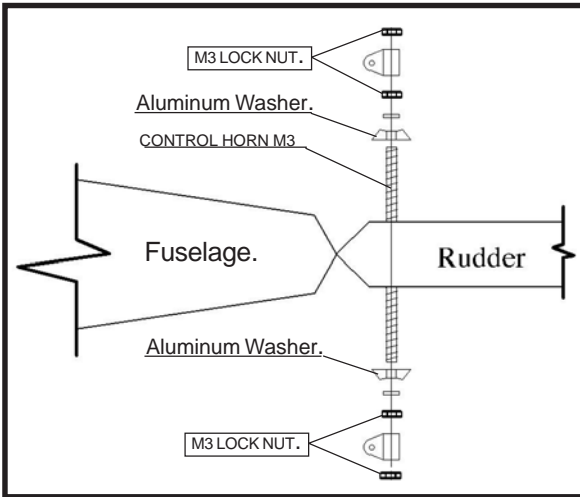 M3 LOCK NUT.
Aluminum Washer.
CONTROL HORN M3
Fuselage.
Rudder
Aluminum Washer.
M3 LOCK NUT.